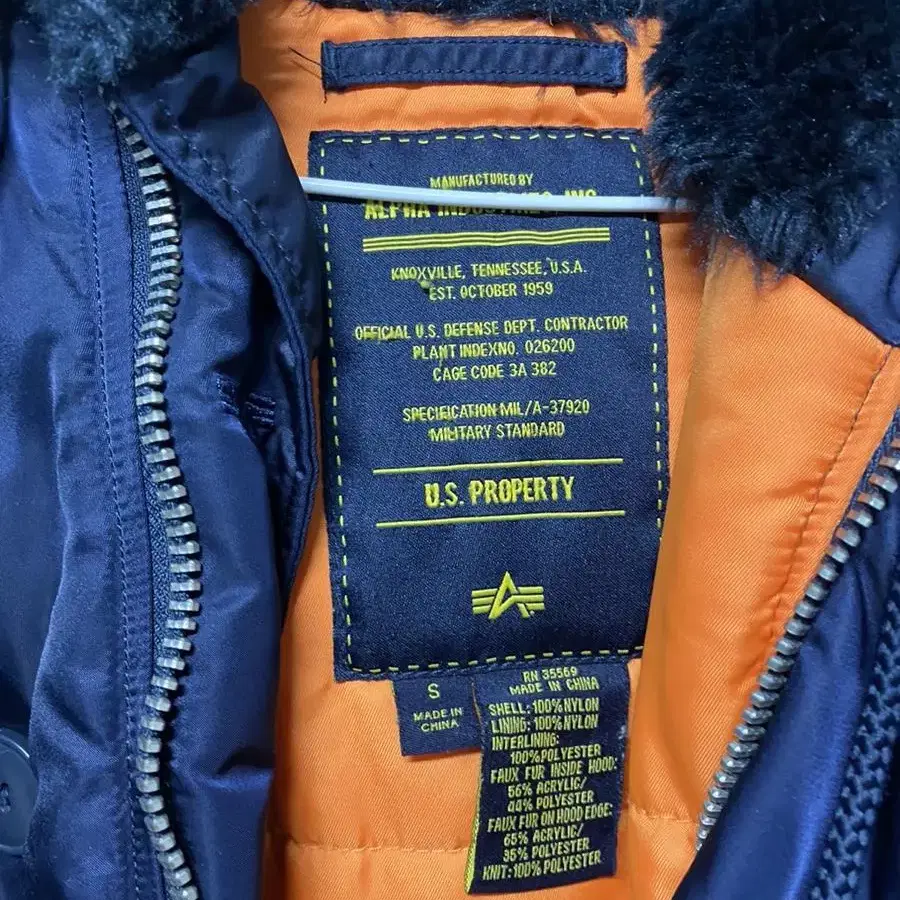 MANUFACTURED BY
ALPHA INDUSTRIES, INC.
KNOXVILLE, TENNESSEE, U.S.A.
EST. OCTOBER 1959
OFFICIAL U.S. DEFENSE DEPT. CONTRACTOR
PLANT INDEXNO. 026200
CAGE CODE 3A 382
SPECIFICATION MIL/A-37920
MILITARY STANDARD
U.S. PROPERTY
S
MADE IN
CHINA
RN 35569
MADE IN CHINA
SHELL: 100% NYLON
LINING: 100% NYLON
INTERLINING:
100% POLYESTER
FAUX FUR INSIDE HOOD:
56% ACRYLIC/
44% POLYESTER
FAUX FUR ON HOOD EDGE:
65% ACRYLIC/
35% POLYESTER
KNIT: 100% POLYESTER